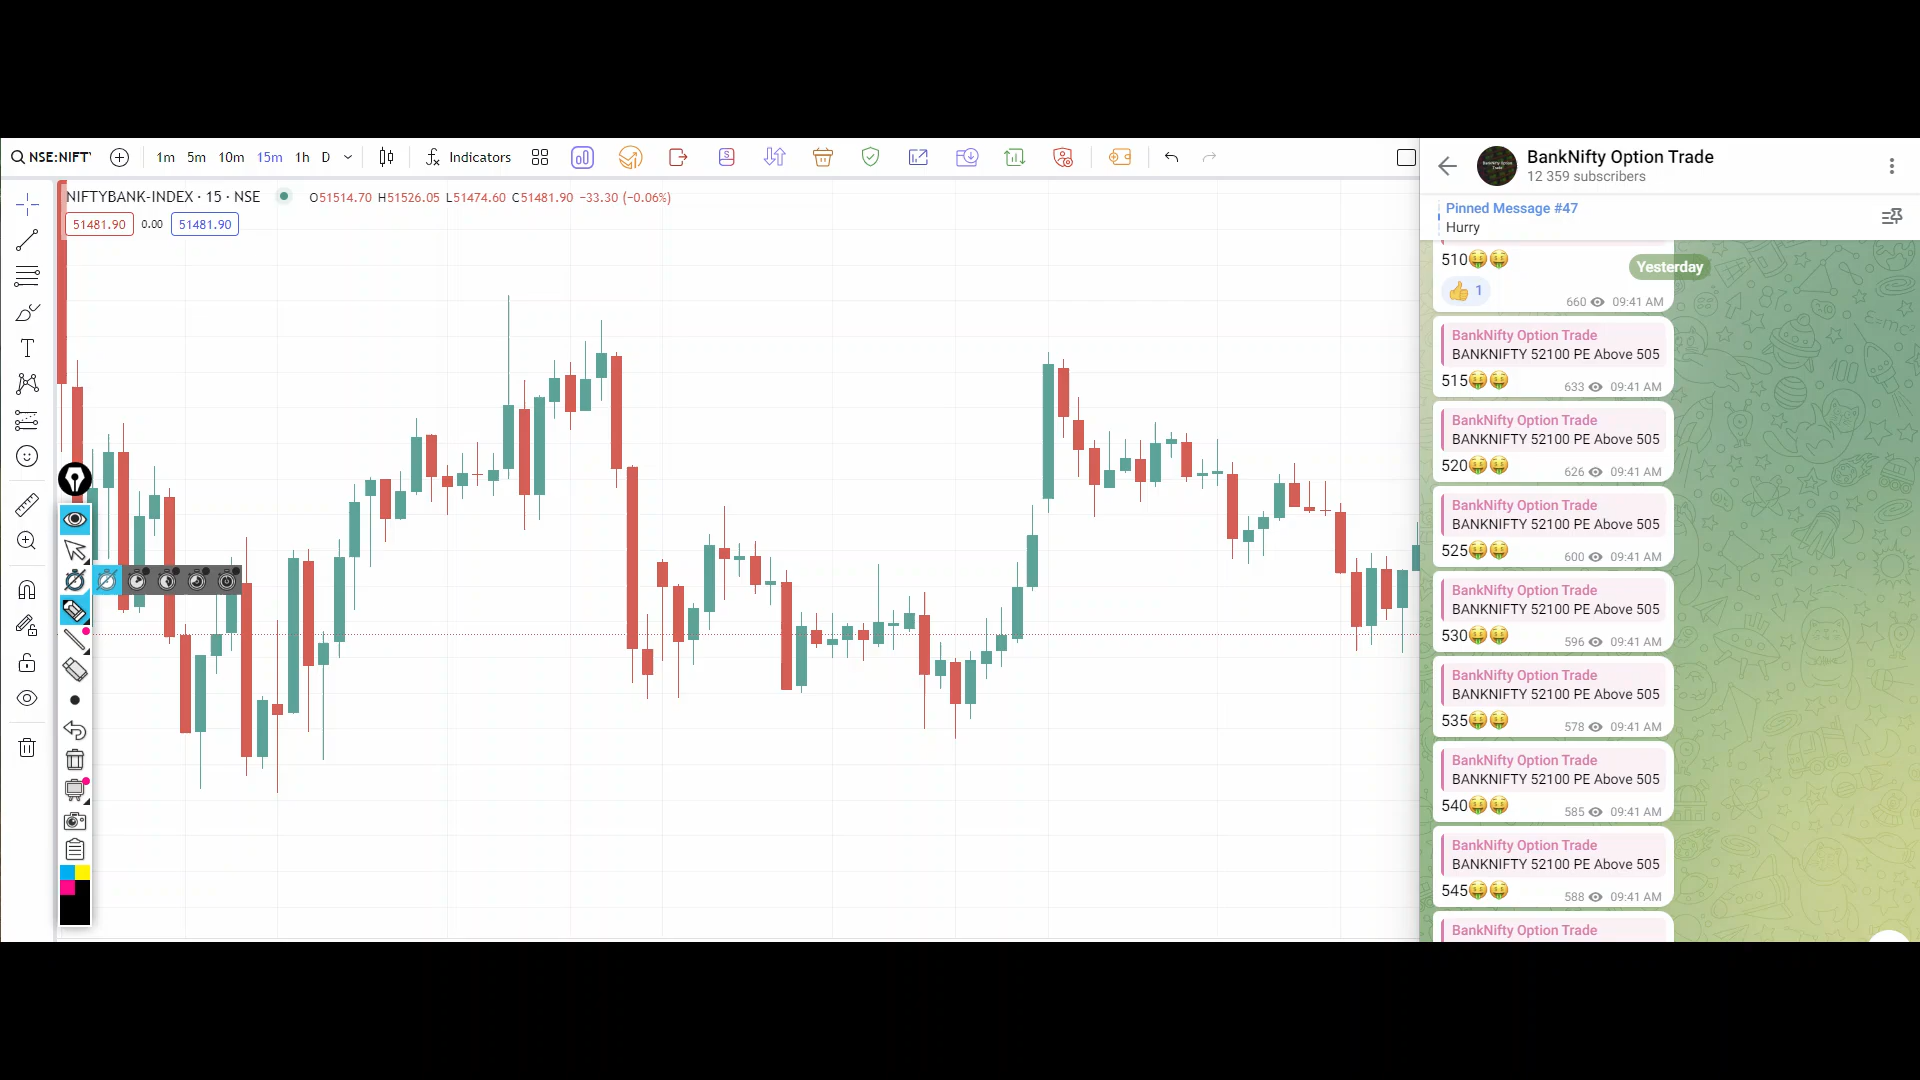 NSE:NIFT
1m 5m 10m 15m 1h D
Indicators
NIFTYBANK-INDEX · 15 · NSE
O51514.70 H51526.05 L51474.60 C51481.90 −33.30 (−0.06%)
51481.90 0.00 51481.90
BankNifty Option Trade
12 359 subscribers
Pinned Message #47
Hurry
Yesterday
510🤑🤑
👍 1
660 09:41 AM
BankNifty Option Trade
BANKNIFTY 52100 PE Above 505
515🤑🤑
633 09:41 AM
BankNifty Option Trade
BANKNIFTY 52100 PE Above 505
520🤑🤑
626 09:41 AM
BankNifty Option Trade
BANKNIFTY 52100 PE Above 505
525🤑🤑
600 09:41 AM
BankNifty Option Trade
BANKNIFTY 52100 PE Above 505
530🤑🤑
596 09:41 AM
BankNifty Option Trade
BANKNIFTY 52100 PE Above 505
535🤑🤑
578 09:41 AM
BankNifty Option Trade
BANKNIFTY 52100 PE Above 505
540🤑🤑
585 09:41 AM
BankNifty Option Trade
BANKNIFTY 52100 PE Above 505
545🤑🤑
588 09:41 AM
BankNifty Option Trade